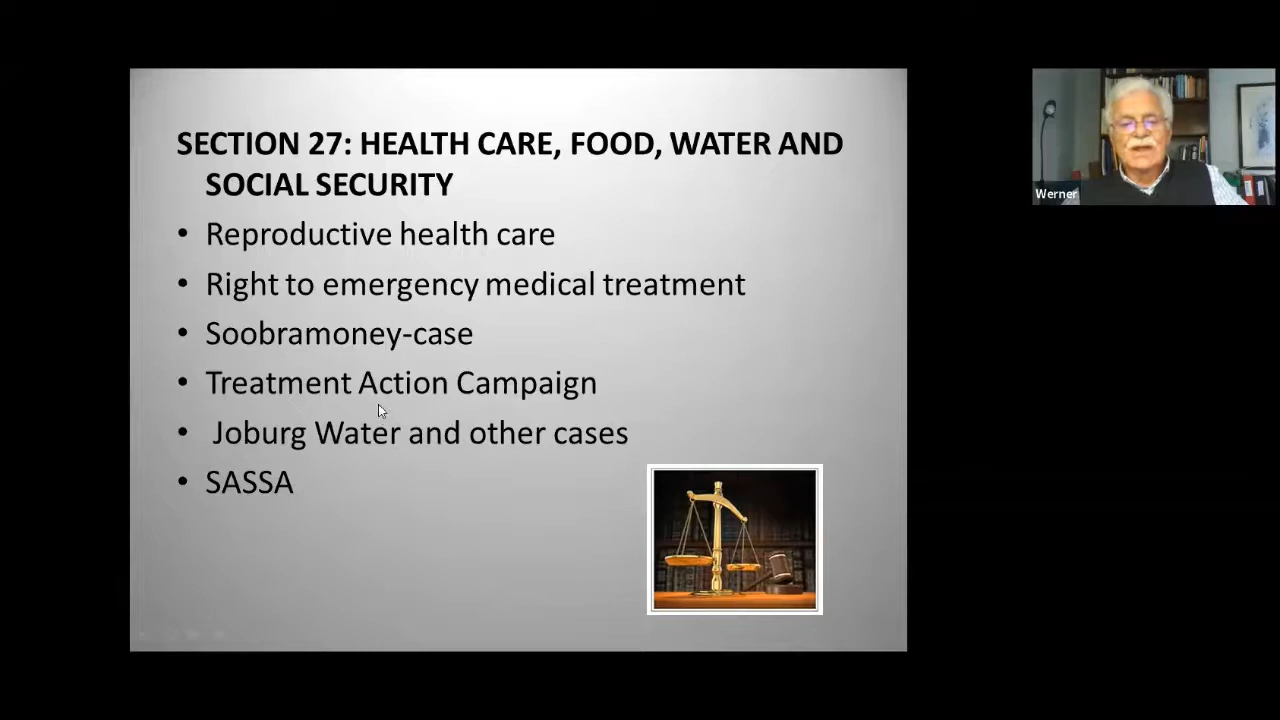 SECTION 27: HEALTH CARE, FOOD, WATER AND
SOCIAL SECURITY
• Reproductive health care
• Right to emergency medical treatment
• Soobramoney-case
• Treatment Action Campaign
• Joburg Water and other cases
• SASSA
Werner